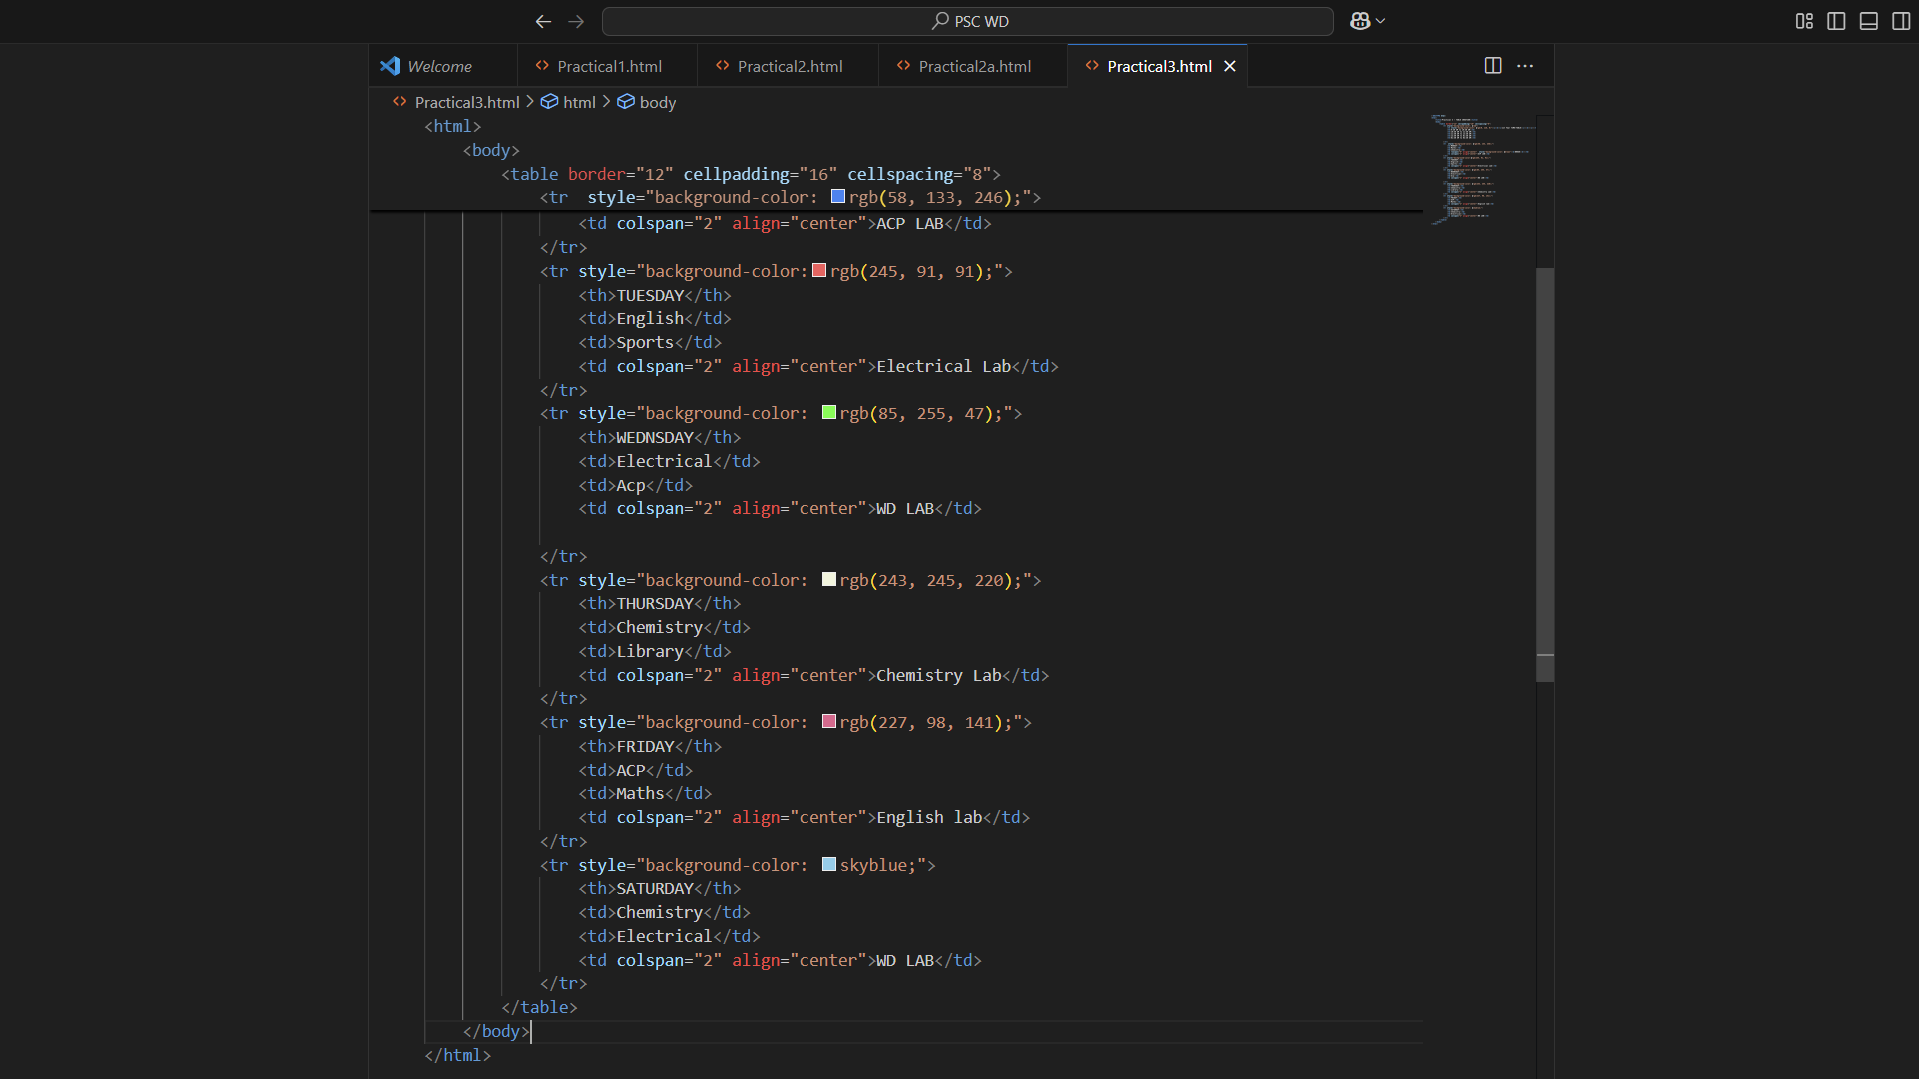 PSC WD
Welcome
Practical1.html
Practical2.html
Practical2a.html
Practical3.html
Practical3.html > html > body
<html>
<body>
<table border="12" cellpadding="16" cellspacing="8">
<tr  style="background-color: rgb(58, 133, 246);">
<td colspan="2" align="center">ACP LAB</td>
</tr>
<tr style="background-color:rgb(245, 91, 91);">
<th>TUESDAY</th>
<td>English</td>
<td>Sports</td>
<td colspan="2" align="center">Electrical Lab</td>
</tr>
<tr style="background-color: rgb(85, 255, 47);">
<th>WEDNSDAY</th>
<td>Electrical</td>
<td>Acp</td>
<td colspan="2" align="center">WD LAB</td>
</tr>
<tr style="background-color: rgb(243, 245, 220);">
<th>THURSDAY</th>
<td>Chemistry</td>
<td>Library</td>
<td colspan="2" align="center">Chemistry Lab</td>
</tr>
<tr style="background-color: rgb(227, 98, 141);">
<th>FRIDAY</th>
<td>ACP</td>
<td>Maths</td>
<td colspan="2" align="center">English lab</td>
</tr>
<tr style="background-color: skyblue;">
<th>SATURDAY</th>
<td>Chemistry</td>
<td>Electrical</td>
<td colspan="2" align="center">WD LAB</td>
</tr>
</table>
</body>
</html>